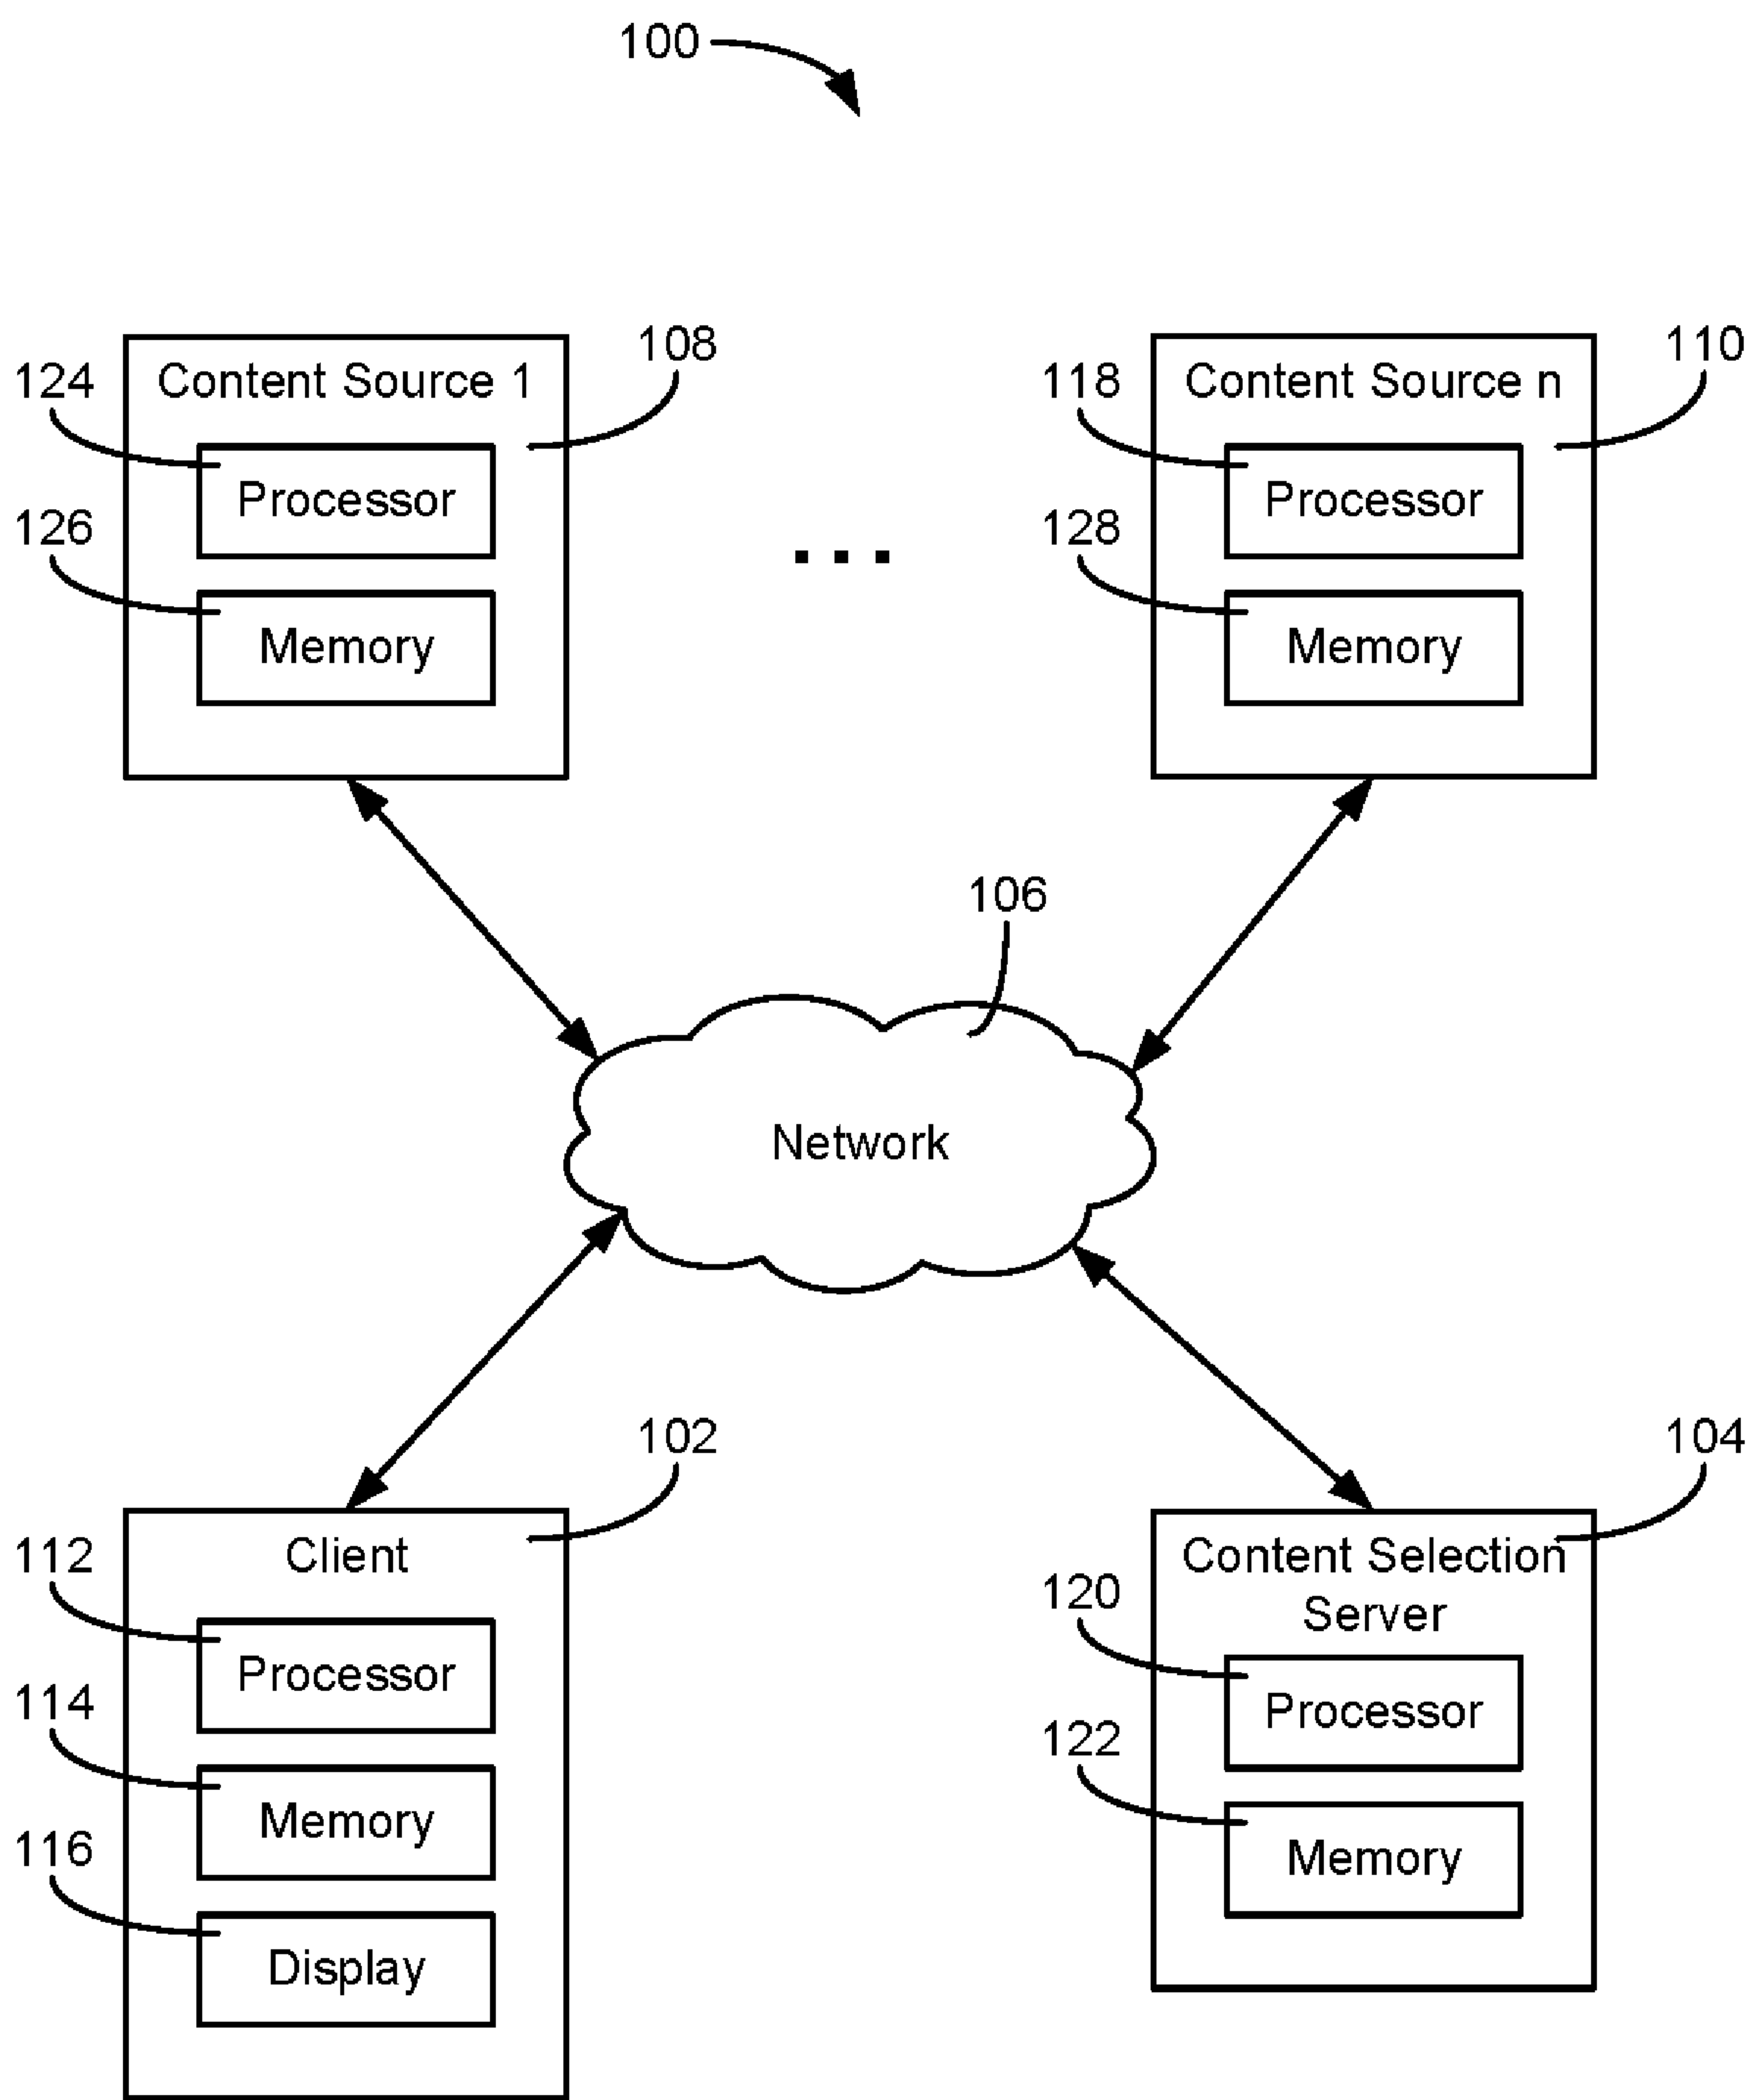 100
108
110
124
Content Source 1
118
Content Source n
Processor
Processor
126
128
Memory
Memory
106
Network
102
104
112
Client
Content Selection
Server
120
Processor
Processor
114
122
Memory
Memory
116
Display